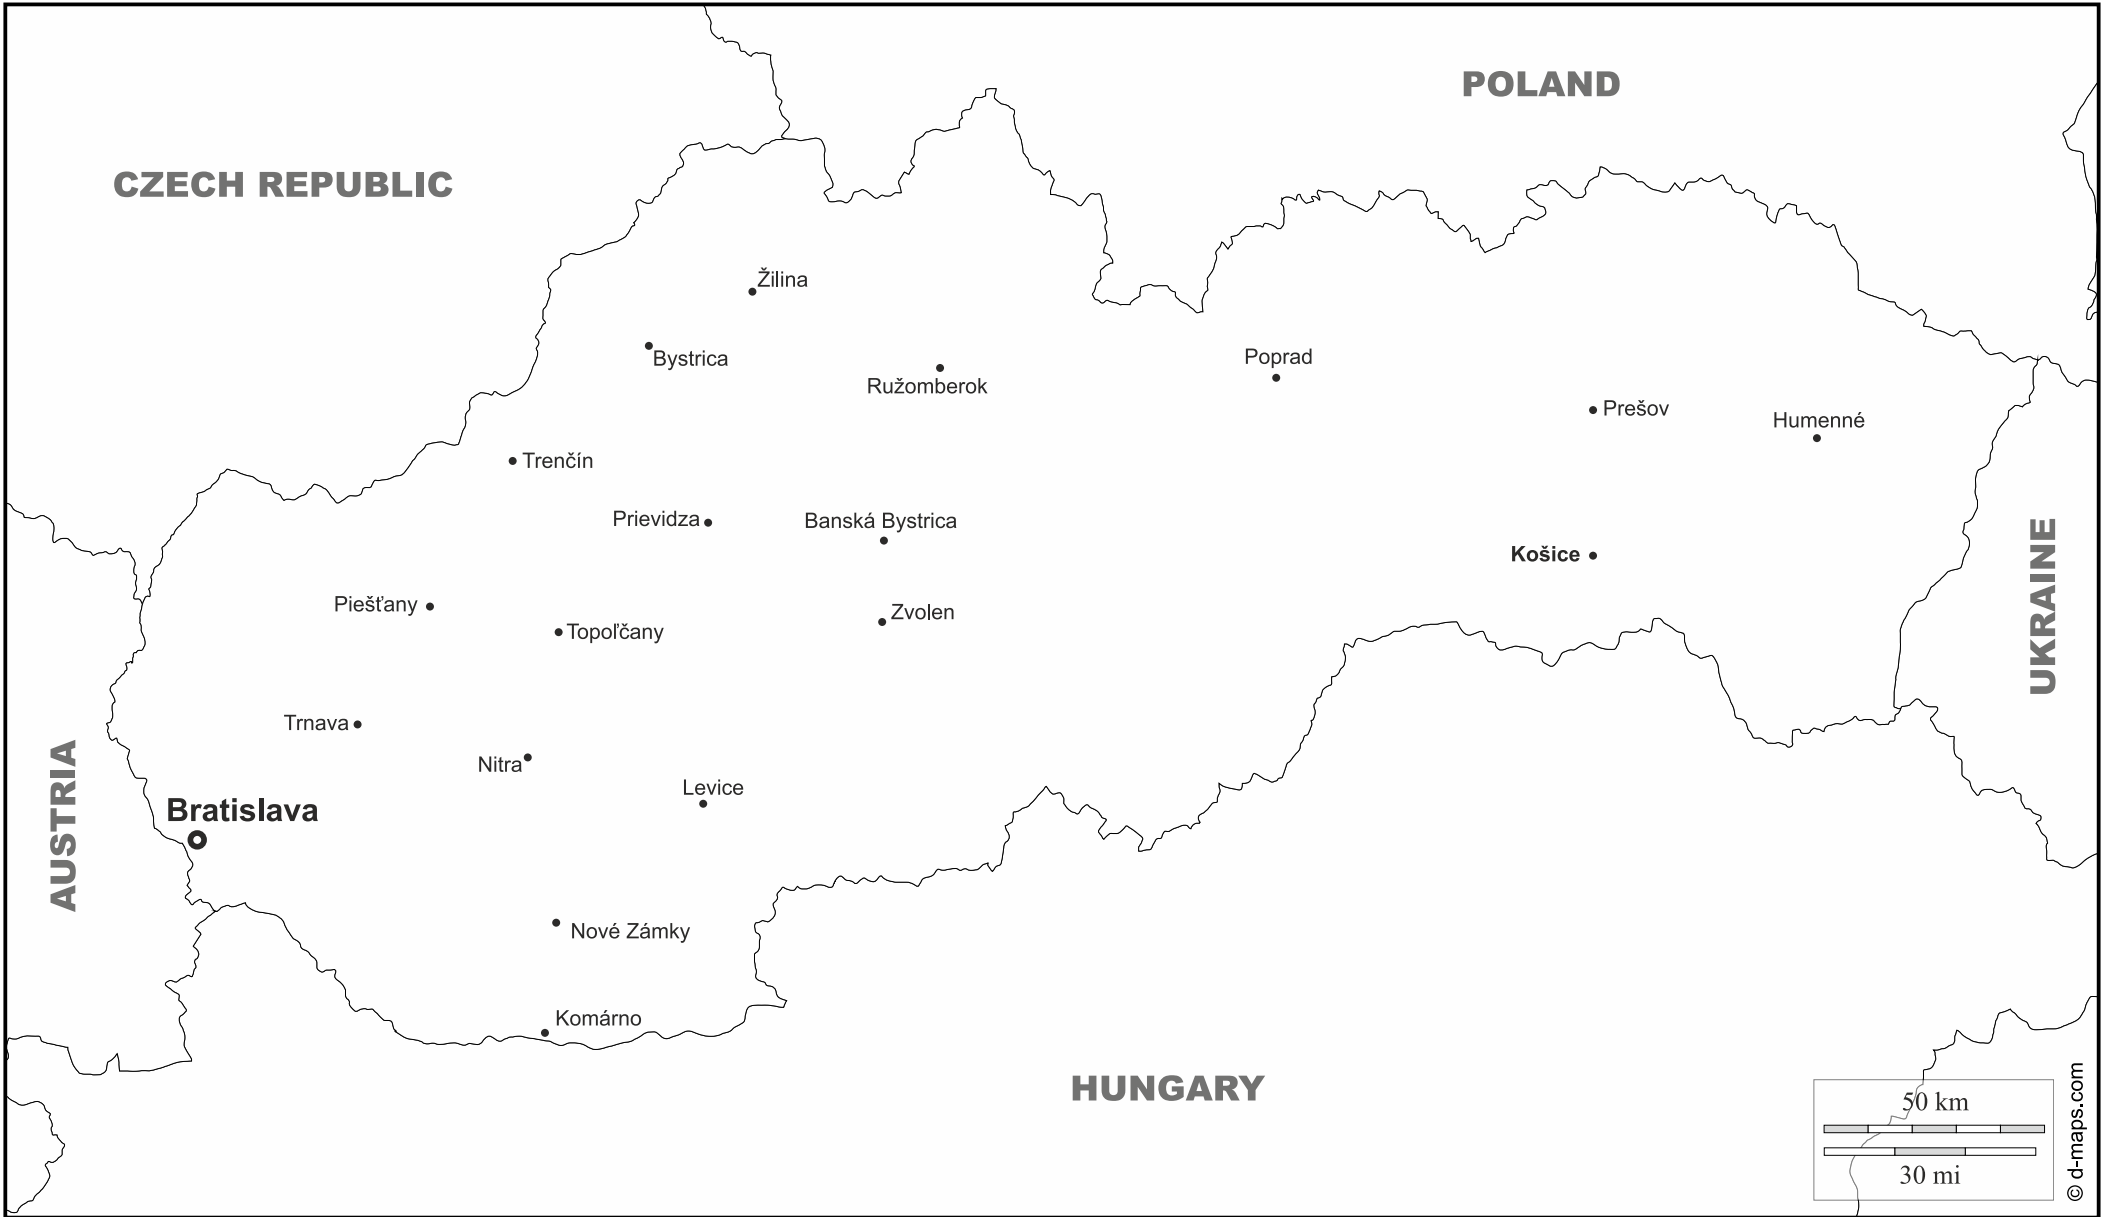 POLAND
CZECH REPUBLIC
Žilina
Bystrica
Ružomberok
Poprad
Prešov
Humenné
Trenčín
Prievidza
Banská Bystrica
Košice
UKRAINE
Piešťany
Topoľčany
Zvolen
Trnava
Nitra
Levice
Bratislava
AUSTRIA
Nové Zámky
Komárno
HUNGARY
50 km
30 mi
© d-maps.com